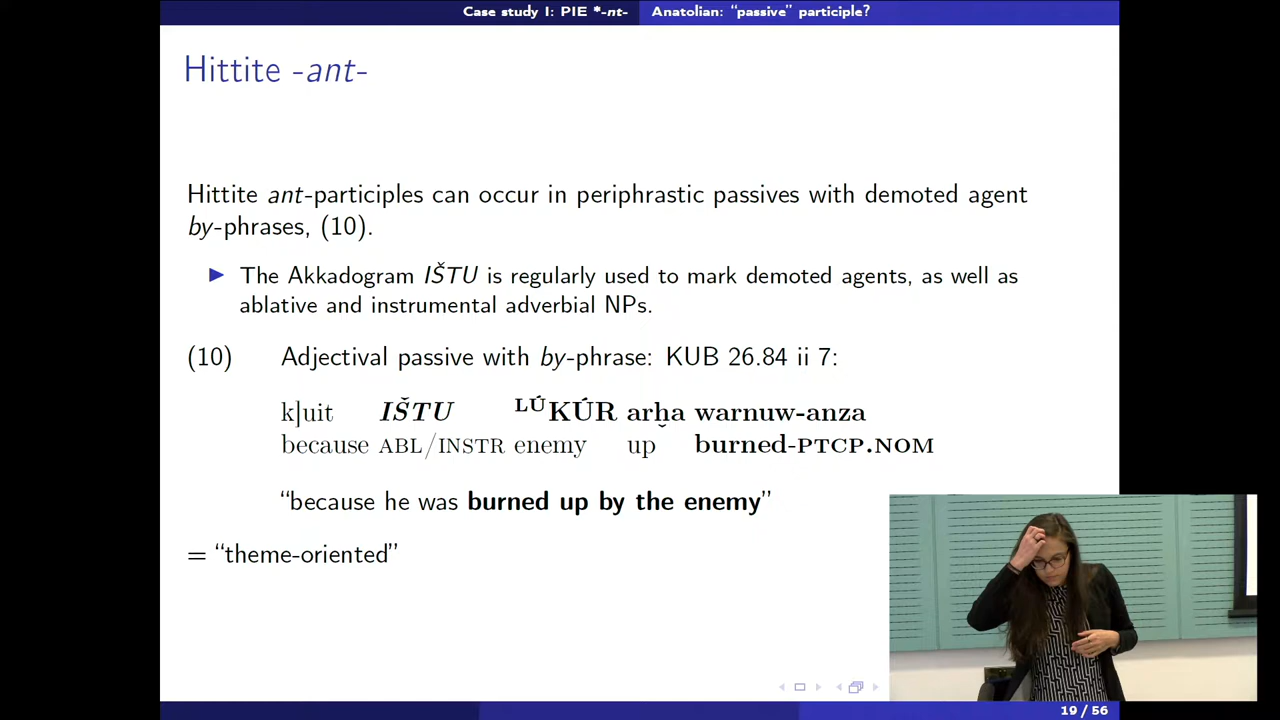 Case study I: PIE *-nt- Anatolian: “passive” participle?
Hittite -ant-
Hittite ant-participles can occur in periphrastic passives with demoted agent
by-phrases, (10).
The Akkadogram IŠTU is regularly used to mark demoted agents, as well as
ablative and instrumental adverbial NPs.
(10) Adjectival passive with by-phrase: KUB 26.84 ii 7:
k]uit IŠTU LÚKÚR arḫa warnuw-anza
because ABL/INSTR enemy up burned-PTCP.NOM
“because he was burned up by the enemy”
= “theme-oriented”
19 / 56